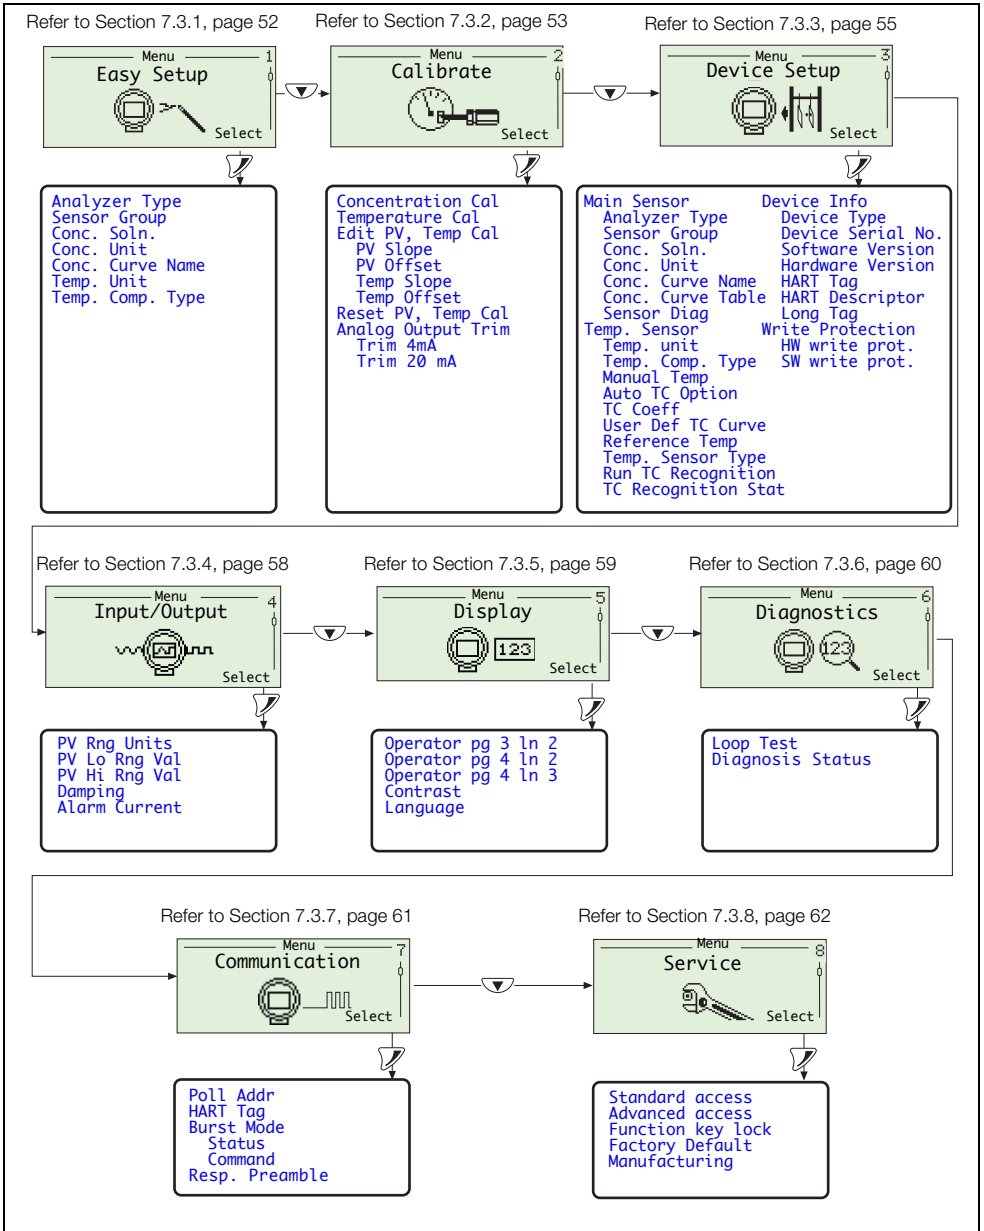 Refer to Section 7.3.1, page 52
Refer to Section 7.3.2, page 53
Refer to Section 7.3.3, page 55
Menu 1
Easy Setup
Select
Menu 2
Calibrate
Select
Menu 3
Device Setup
Select
Analyzer Type
Sensor Group
Conc. Soln.
Conc. Unit
Conc. Curve Name
Temp. Unit
Temp. Comp. Type
Concentration Cal
Temperature Cal
Edit PV, Temp Cal
PV Slope
PV Offset
Temp Slope
Temp Offset
Reset PV, Temp Cal
Analog Output Trim
Trim 4mA
Trim 20 mA
Main Sensor
Analyzer Type
Sensor Group
Conc. Soln.
Conc. Unit
Conc. Curve Name
Conc. Curve Table
Sensor Diag
Temp. Sensor
Temp. unit
Temp. Comp. Type
Manual Temp
Auto TC Option
TC Coeff
User Def TC Curve
Reference Temp
Temp. Sensor Type
Run TC Recognition
TC Recognition Stat
Device Info
Device Type
Device Serial No.
Software Version
Hardware Version
HART Tag
HART Descriptor
Long Tag
Write Protection
HW write prot.
SW write prot.
Refer to Section 7.3.4, page 58
Refer to Section 7.3.5, page 59
Refer to Section 7.3.6, page 60
Menu 4
Input/Output
Select
Menu 5
Display
123
Select
Menu 6
Diagnostics
123
Select
PV Rng Units
PV Lo Rng Val
PV Hi Rng Val
Damping
Alarm Current
Operator pg 3 ln 2
Operator pg 4 ln 2
Operator pg 4 ln 3
Contrast
Language
Loop Test
Diagnosis Status
Refer to Section 7.3.7, page 61
Refer to Section 7.3.8, page 62
Menu 7
Communication
Select
Menu 8
Service
Select
Poll Addr
HART Tag
Burst Mode
Status
Command
Resp. Preamble
Standard access
Advanced access
Function key lock
Factory Default
Manufacturing